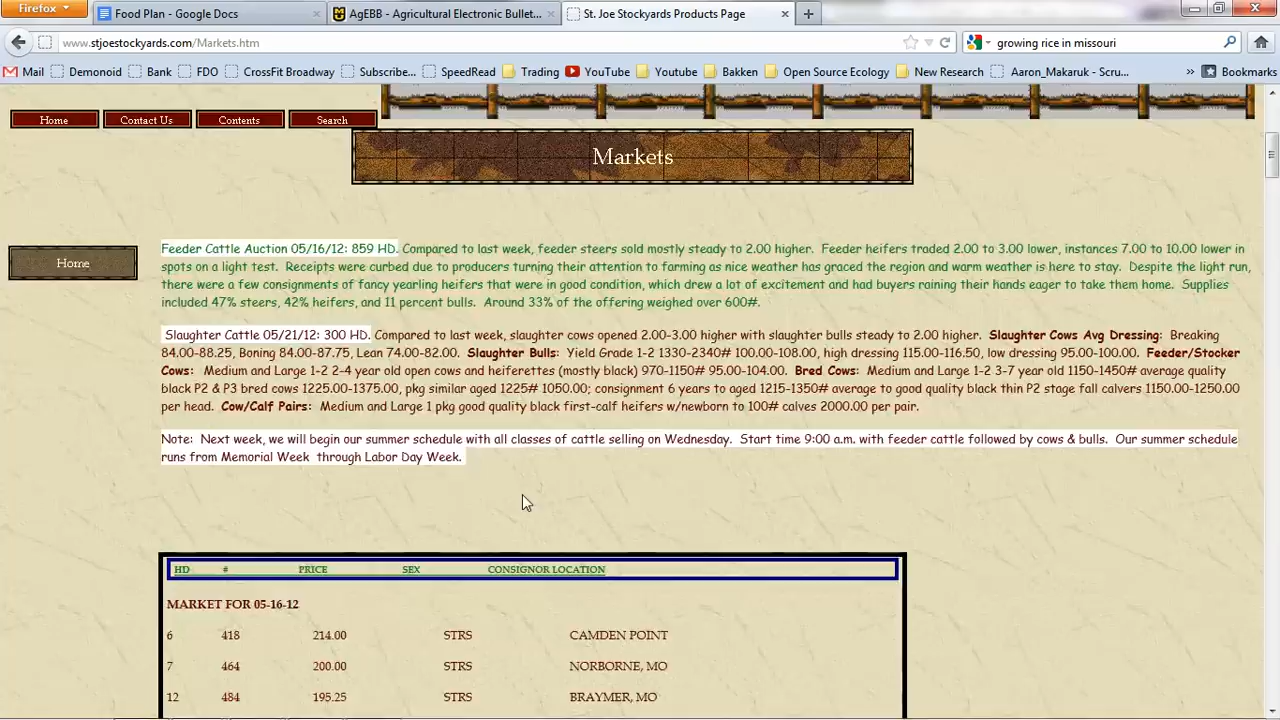 Firefox
Food Plan - Google Docs
AgEBB - Agricultural Electronic Bullet...
St. Joe Stockyards Products Page
www.stjoestockyards.com/Markets.htm
growing rice in missouri
Mail Demonoid Bank FDO CrossFit Broadway Subscribe... SpeedRead Trading YouTube Youtube Bakken Open Source Ecology New Research Aaron_Makaruk - Scru... » Bookmarks
Home Contact Us Contents Search
Markets
Home
Feeder Cattle Auction 05/16/12: 859 HD. Compared to last week, feeder steers sold mostly steady to 2.00 higher. Feeder heifers traded 2.00 to 3.00 lower, instances 7.00 to 10.00 lower in
spots on a light test. Receipts were curbed due to producers turning their attention to farming as nice weather has graced the region and warm weather is here to stay. Despite the light run,
there were a few consignments of fancy yearling heifers that were in good condition, which drew a lot of excitement and had buyers raining their hands eager to take them home. Supplies
included 47% steers, 42% heifers, and 11 percent bulls. Around 33% of the offering weighed over 600#.
Slaughter Cattle 05/21/12: 300 HD. Compared to last week, slaughter cows opened 2.00-3.00 higher with slaughter bulls steady to 2.00 higher. Slaughter Cows Avg Dressing: Breaking
84.00-88.25, Boning 84.00-87.75, Lean 74.00-82.00. Slaughter Bulls: Yield Grade 1-2 1330-2340# 100.00-108.00, high dressing 115.00-116.50, low dressing 95.00-100.00. Feeder/Stocker
Cows: Medium and Large 1-2 2-4 year old open cows and heiferettes (mostly black) 970-1150# 95.00-104.00. Bred Cows: Medium and Large 1-2 3-7 year old 1150-1450# average quality
black P2 & P3 bred cows 1225.00-1375.00, pkg similar aged 1225# 1050.00; consignment 6 years to aged 1215-1350# average to good quality black thin P2 stage fall calvers 1150.00-1250.00
per head. Cow/Calf Pairs: Medium and Large 1 pkg good quality black first-calf heifers w/newborn to 100# calves 2000.00 per pair.
Note: Next week, we will begin our summer schedule with all classes of cattle selling on Wednesday. Start time 9:00 a.m. with feeder cattle followed by cows & bulls. Our summer schedule
runs from Memorial Week through Labor Day Week.
HD # PRICE SEX CONSIGNOR LOCATION
MARKET FOR 05-16-12
6 418 214.00 STRS CAMDEN POINT
7 464 200.00 STRS NORBORNE, MO
12 484 195.25 STRS BRAYMER, MO